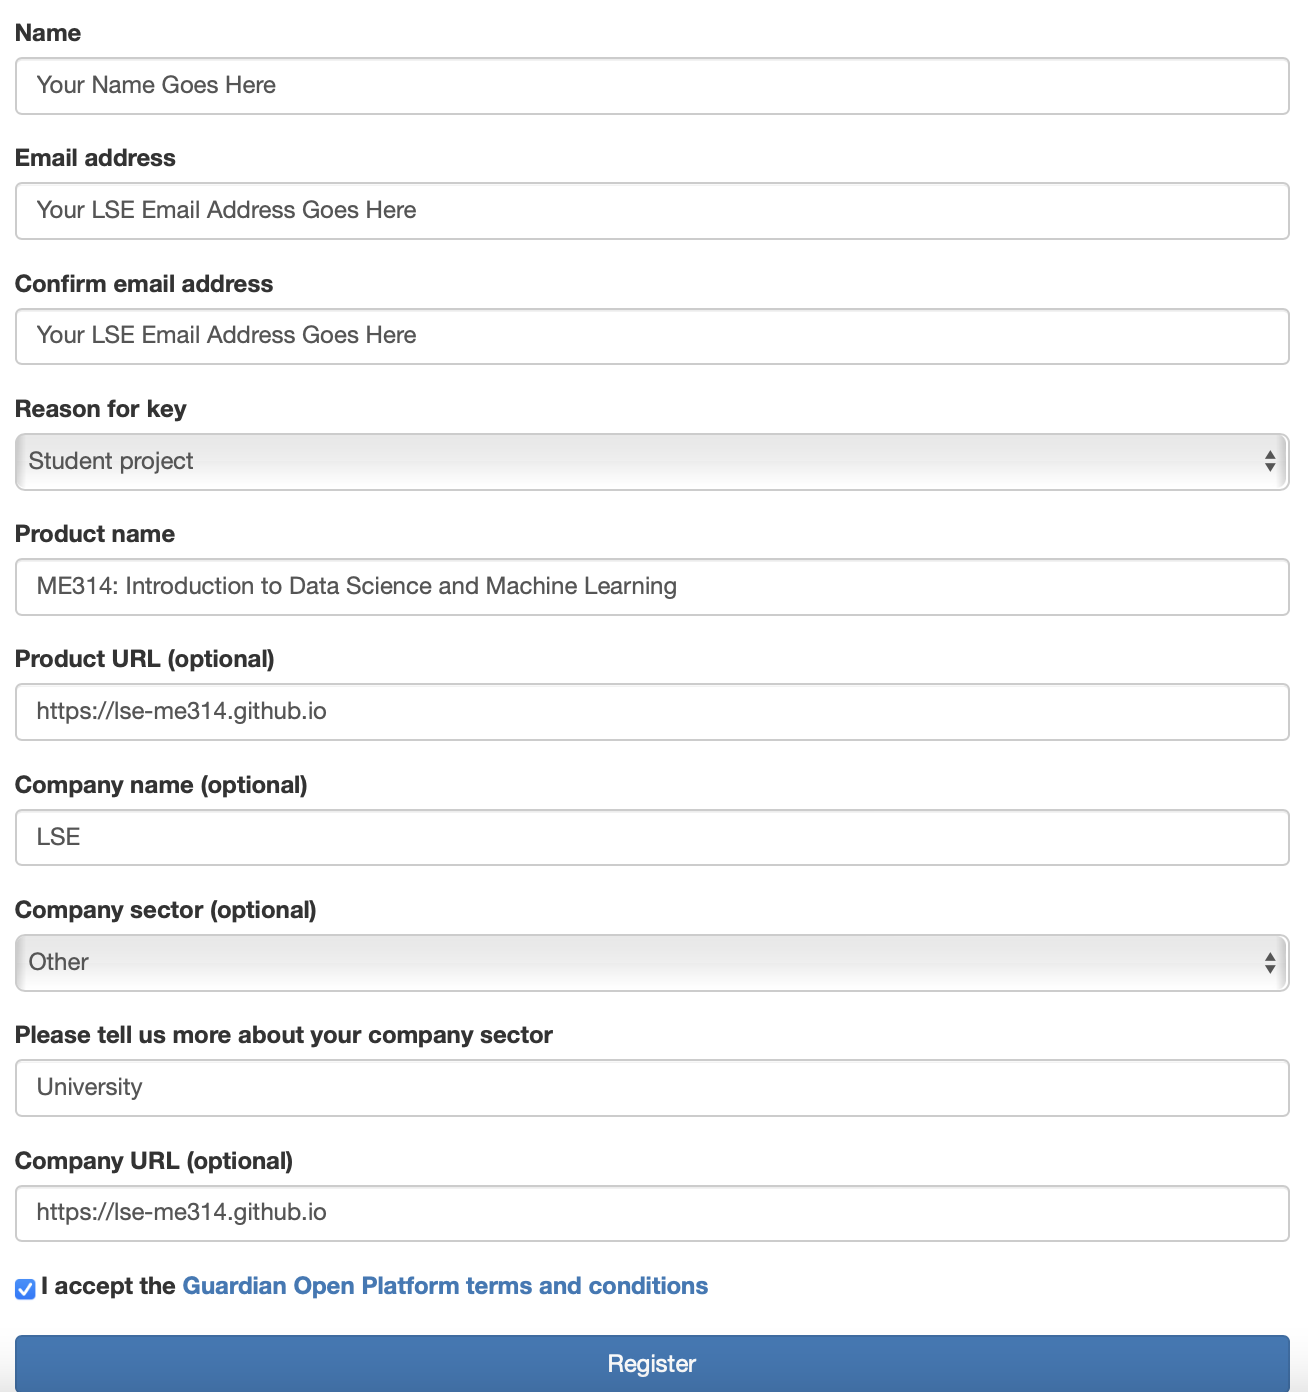 Name
Your Name Goes Here
Email address
Your LSE Email Address Goes Here
Confirm email address
Your LSE Email Address Goes Here
Reason for key
Student project
Product name
ME314: Introduction to Data Science and Machine Learning
Product URL (optional)
https://lse-me314.github.io
Company name (optional)
LSE
Company sector (optional)
Other
Please tell us more about your company sector
University
Company URL (optional)
https://lse-me314.github.io
I accept the Guardian Open Platform terms and conditions
Register